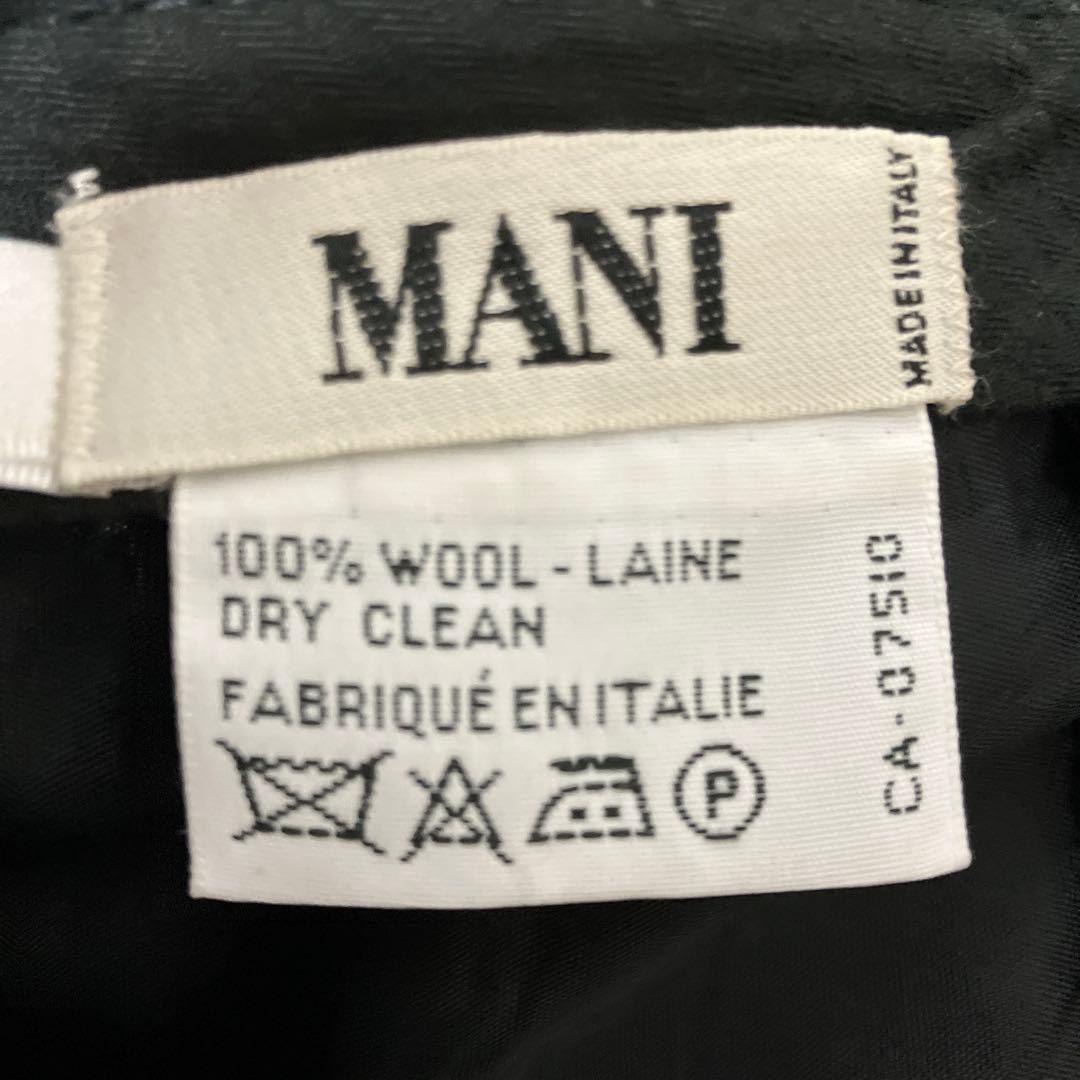 MANI
MADE IN ITALY
100% WOOL - LAINE
DRY CLEAN
FABRIQUÉ EN ITALIE
P
CA-07510